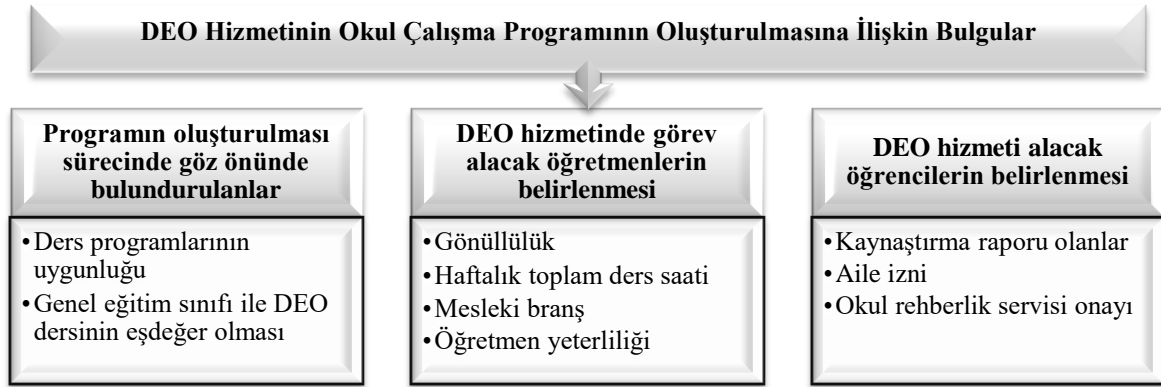 DEO Hizmetinin Okul Çalışma Programının Oluşturulmasına İlişkin Bulgular
Programın oluşturulması
sürecinde göz önünde
bulundurulanlar
•Ders programlarının
uygunluğu
•Genel eğitim sınıfı ile DEO
dersinin eşdeğer olması
DEO hizmetinde görev
alacak öğretmenlerin
belirlenmesi
•Gönüllülük
•Haftalık toplam ders saati
•Mesleki branş
•Öğretmen yeterliliği
DEO hizmeti alacak
öğrencilerin belirlenmesi
•Kaynaştırma raporu olanlar
•Aile izni
•Okul rehberlik servisi onayı